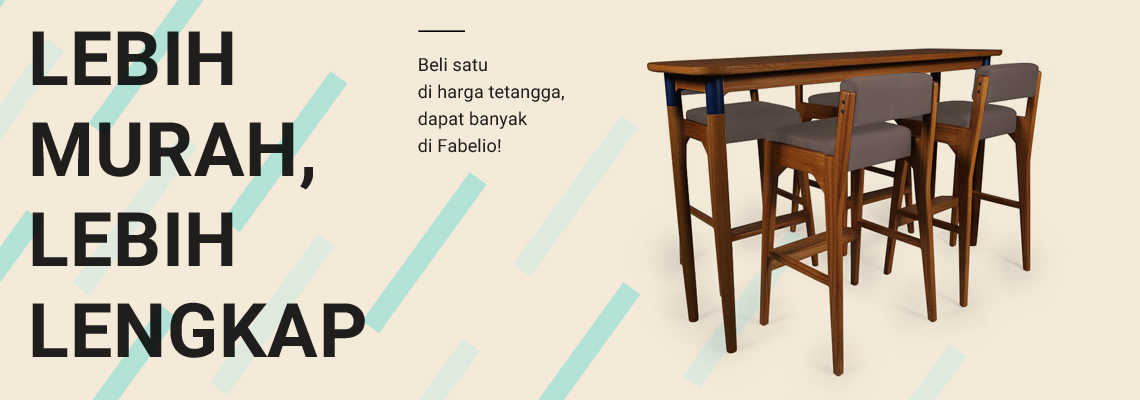 LEBIH
MURAH,
LEBIH
LENGKAP
Beli satu
di harga tetangga,
dapat banyak
di Fabelio!